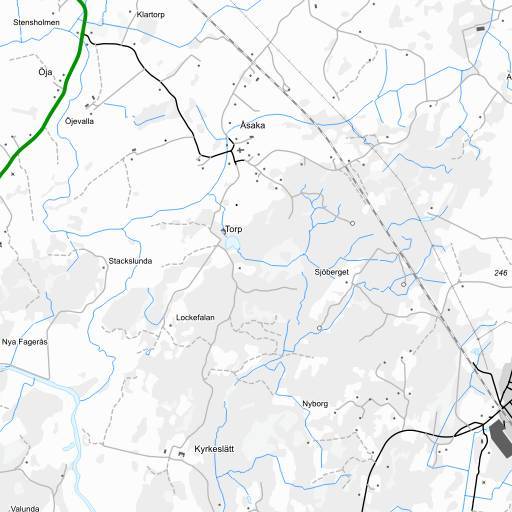 Klartorp
Stensholmen
Öja
Öjevalla
Åsaka
Torp
Stackslunda
Sjöberget
246
Lockefalan
Nya Fagerås
Nyborg
Kyrkeslätt
Valunda